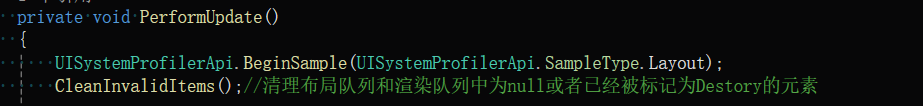 private void PerformUpdate()
{
UISystemProfilerApi.BeginSample(UISystemProfilerApi.SampleType.Layout);
CleanInvalidItems();//清理布局队列和渲染队列中为null或者已经被标记为Destory的元素